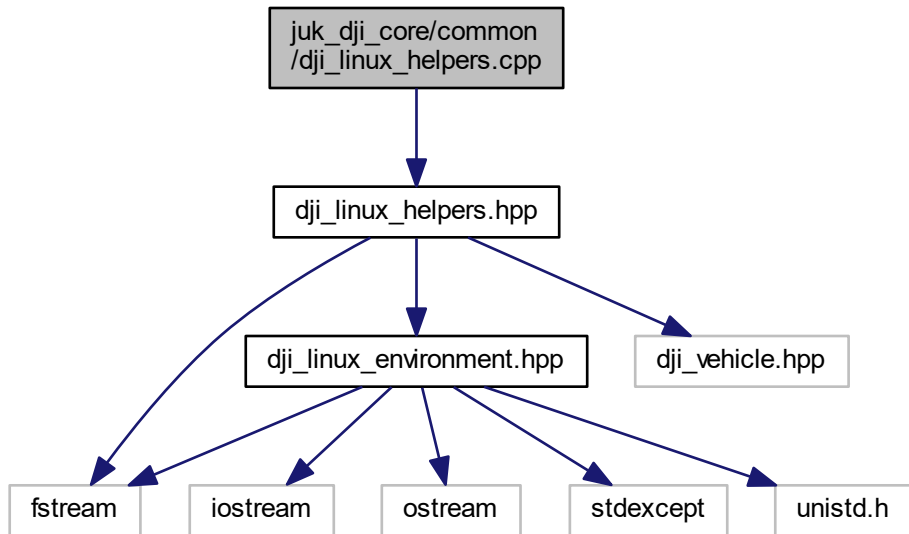 juk_dji_core/common
/dji_linux_helpers.cpp
dji_linux_helpers.hpp
dji_linux_environment.hpp
dji_vehicle.hpp
fstream
iostream
ostream
stdexcept
unistd.h